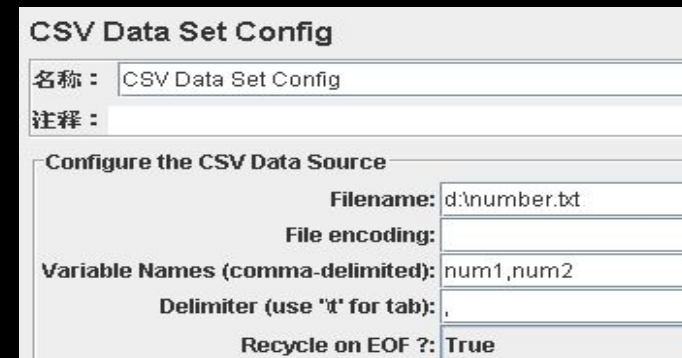 CSV Data Set Config
名称： CSV Data Set Config
注释：
Configure the CSV Data Source
Filename: d:\number.txt
File encoding:
Variable Names (comma-delimited): num1,num2
Delimiter (use '\t' for tab): ,
Recycle on EOF ?: True